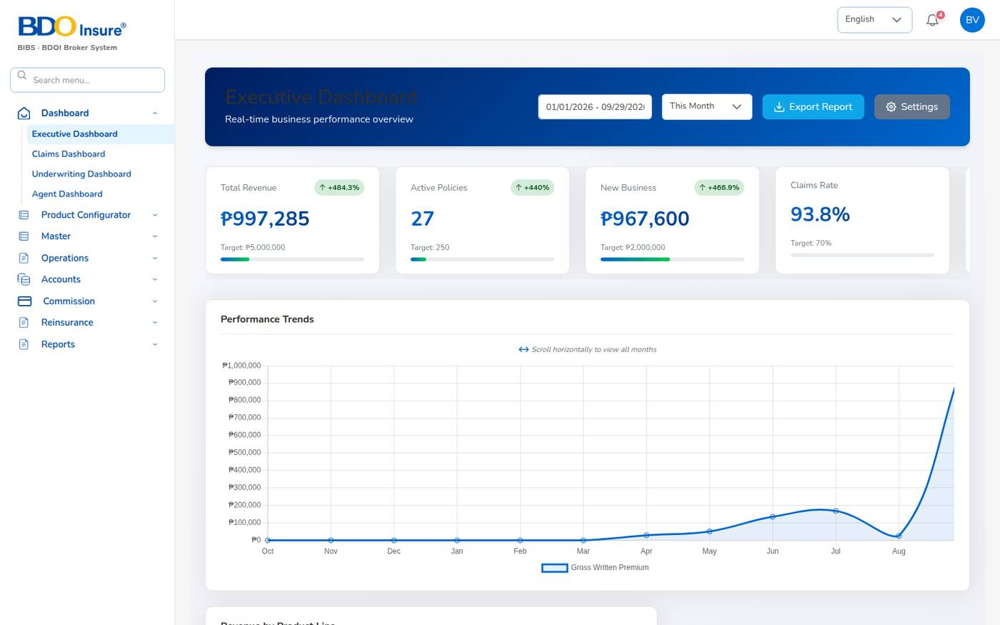 BDO Insure®
BIBS · BDOI Broker System
Search menu...
Dashboard
Executive Dashboard
Claims Dashboard
Underwriting Dashboard
Agent Dashboard
Product Configurator
Master
Operations
Accounts
Commission
Reinsurance
Reports
English
4
BV
Executive Dashboard
Real-time business performance overview
01/01/2026 - 09/29/202
This Month
Export Report
Settings
Total Revenue
↑ +484.3%
₱997,285
Target: ₱5,000,000
Active Policies
↑ +440%
27
Target: 250
New Business
↑ +466.9%
₱967,600
Target: ₱2,000,000
Claims Rate
93.8%
Target: 70%
Performance Trends
Scroll horizontally to view all months
₱1,000,000
₱900,000
₱800,000
₱700,000
₱600,000
₱500,000
₱400,000
₱300,000
₱200,000
₱100,000
₱0
Oct Nov Dec Jan Feb Mar Apr May Jun Jul Aug
Gross Written Premium
Revenue by Product Line